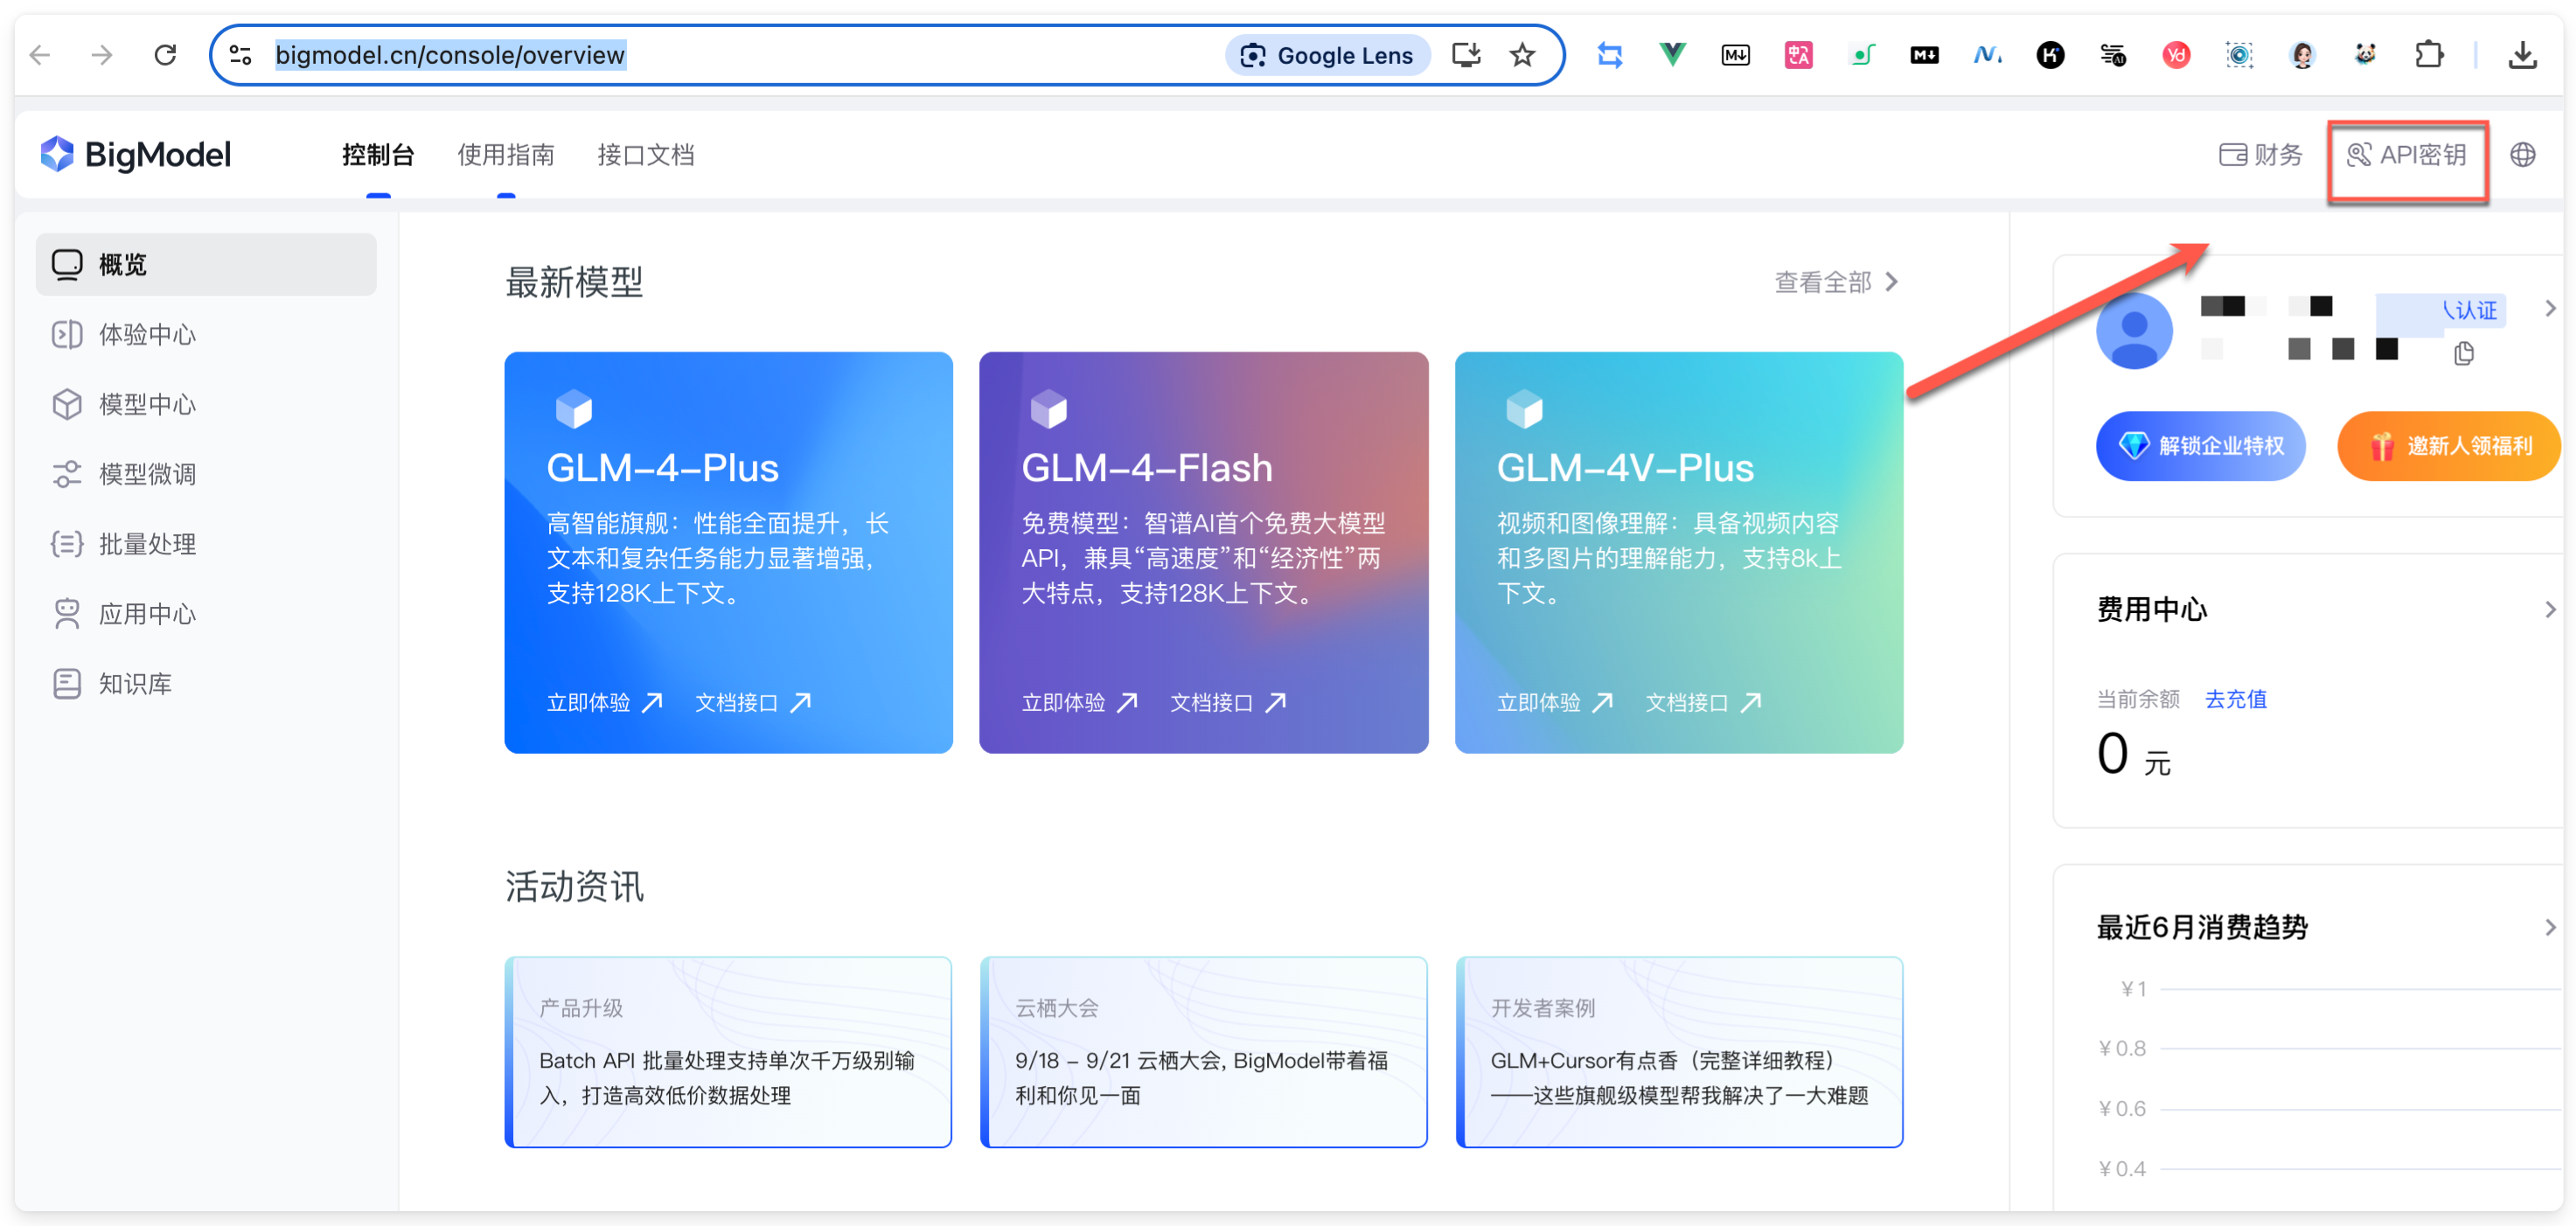 bigmodel.cn/console/overview
Google Lens
BigModel
控制台
使用指南
接口文档
财务
API密钥
概览
体验中心
模型中心
模型微调
批量处理
应用中心
知识库
最新模型
查看全部
GLM-4-Plus
高智能旗舰：性能全面提升，长
文本和复杂任务能力显著增强，
支持128K上下文。
立即体验
文档接口
GLM-4-Flash
免费模型：智谱AI首个免费大模型
API，兼具“高速度”和“经济性”两
大特点，支持128K上下文。
立即体验
文档接口
GLM-4V-Plus
视频和图像理解：具备视频内容
和多图片的理解能力，支持8k上
下文。
立即体验
文档接口
活动资讯
产品升级
Batch API 批量处理支持单次千万级别输
入，打造高效低价数据处理
云栖大会
9/18 - 9/21 云栖大会, BigModel带着福
利和你见一面
开发者案例
GLM+Cursor有点香（完整详细教程）
——这些旗舰级模型帮我解决了一大难题
认证
解锁企业特权
邀新人领福利
费用中心
当前余额
去充值
0 元
最近6月消费趋势
¥1
¥0.8
¥0.6
¥0.4